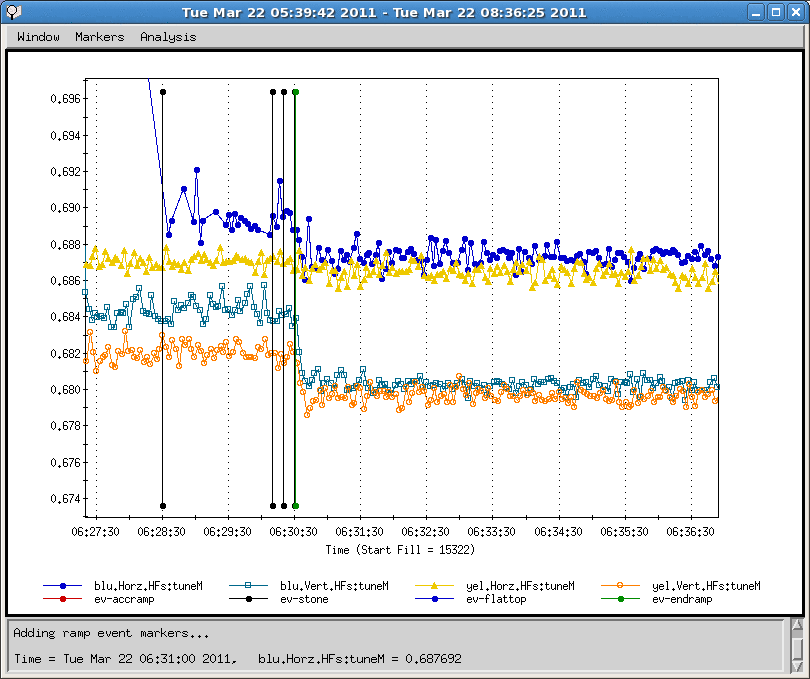 Tue Mar 22 05:39:42 2011 - Tue Mar 22 08:36:25 2011
Window Markers Analysis
0.696
0.694
0.692
0.690
0.688
0.686
0.684
0.682
0.680
0.678
0.676
0.674
06:27:30 06:28:30 06:29:30 06:30:30 06:31:30 06:32:30 06:33:30 06:34:30 06:35:30 06:36:30
Time (Start Fill = 15322)
blu.Horz.HFs:tuneM blu.Vert.HFs:tuneM yel.Horz.HFs:tuneM yel.Vert.HFs:tuneM
ev-accramp ev-stone ev-flattop ev-endramp
Adding ramp event markers...
Time = Tue Mar 22 06:31:00 2011, blu.Horz.HFs:tuneM = 0.687692